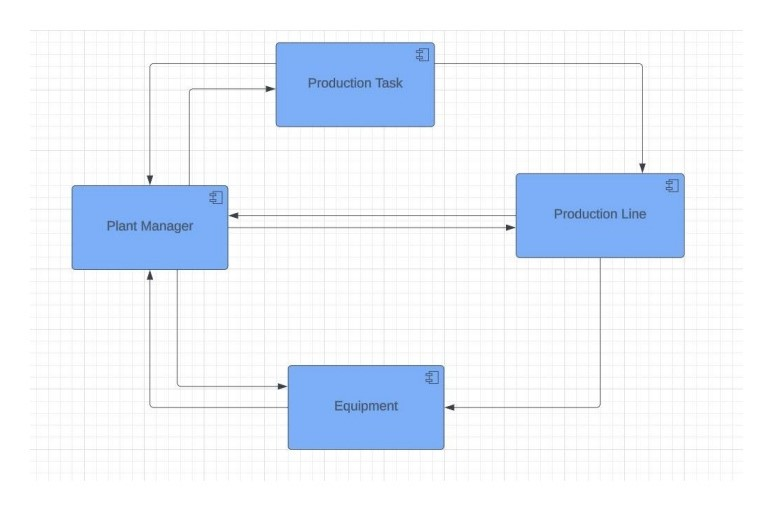 Production Task
Plant Manager
Production Line
Equipment